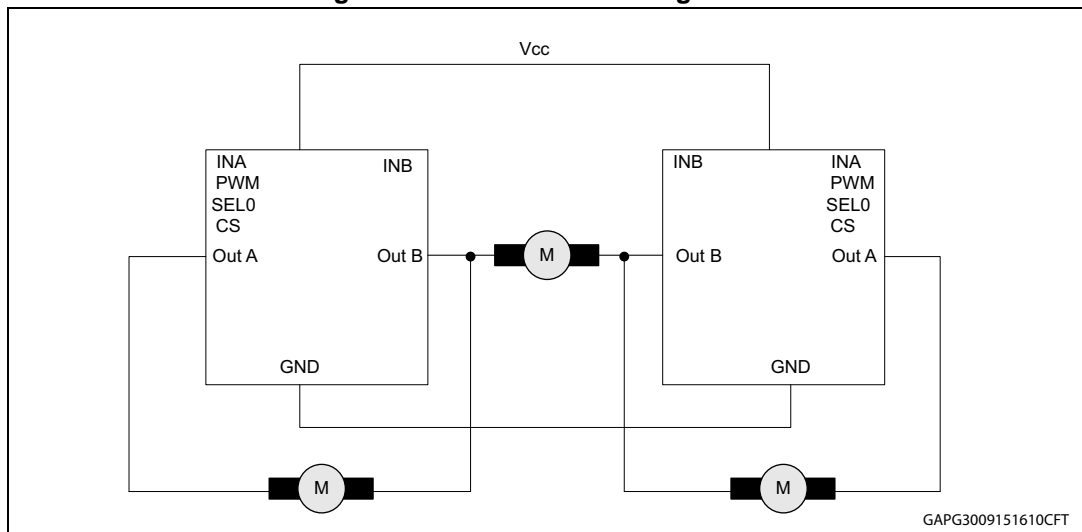 Vcc
INA
PWM
SEL0
CS
Out A
INB
Out B
GND
M
INB
Out B
INA
PWM
SEL0
CS
Out A
GND
M
M
GAPG3009151610CFT